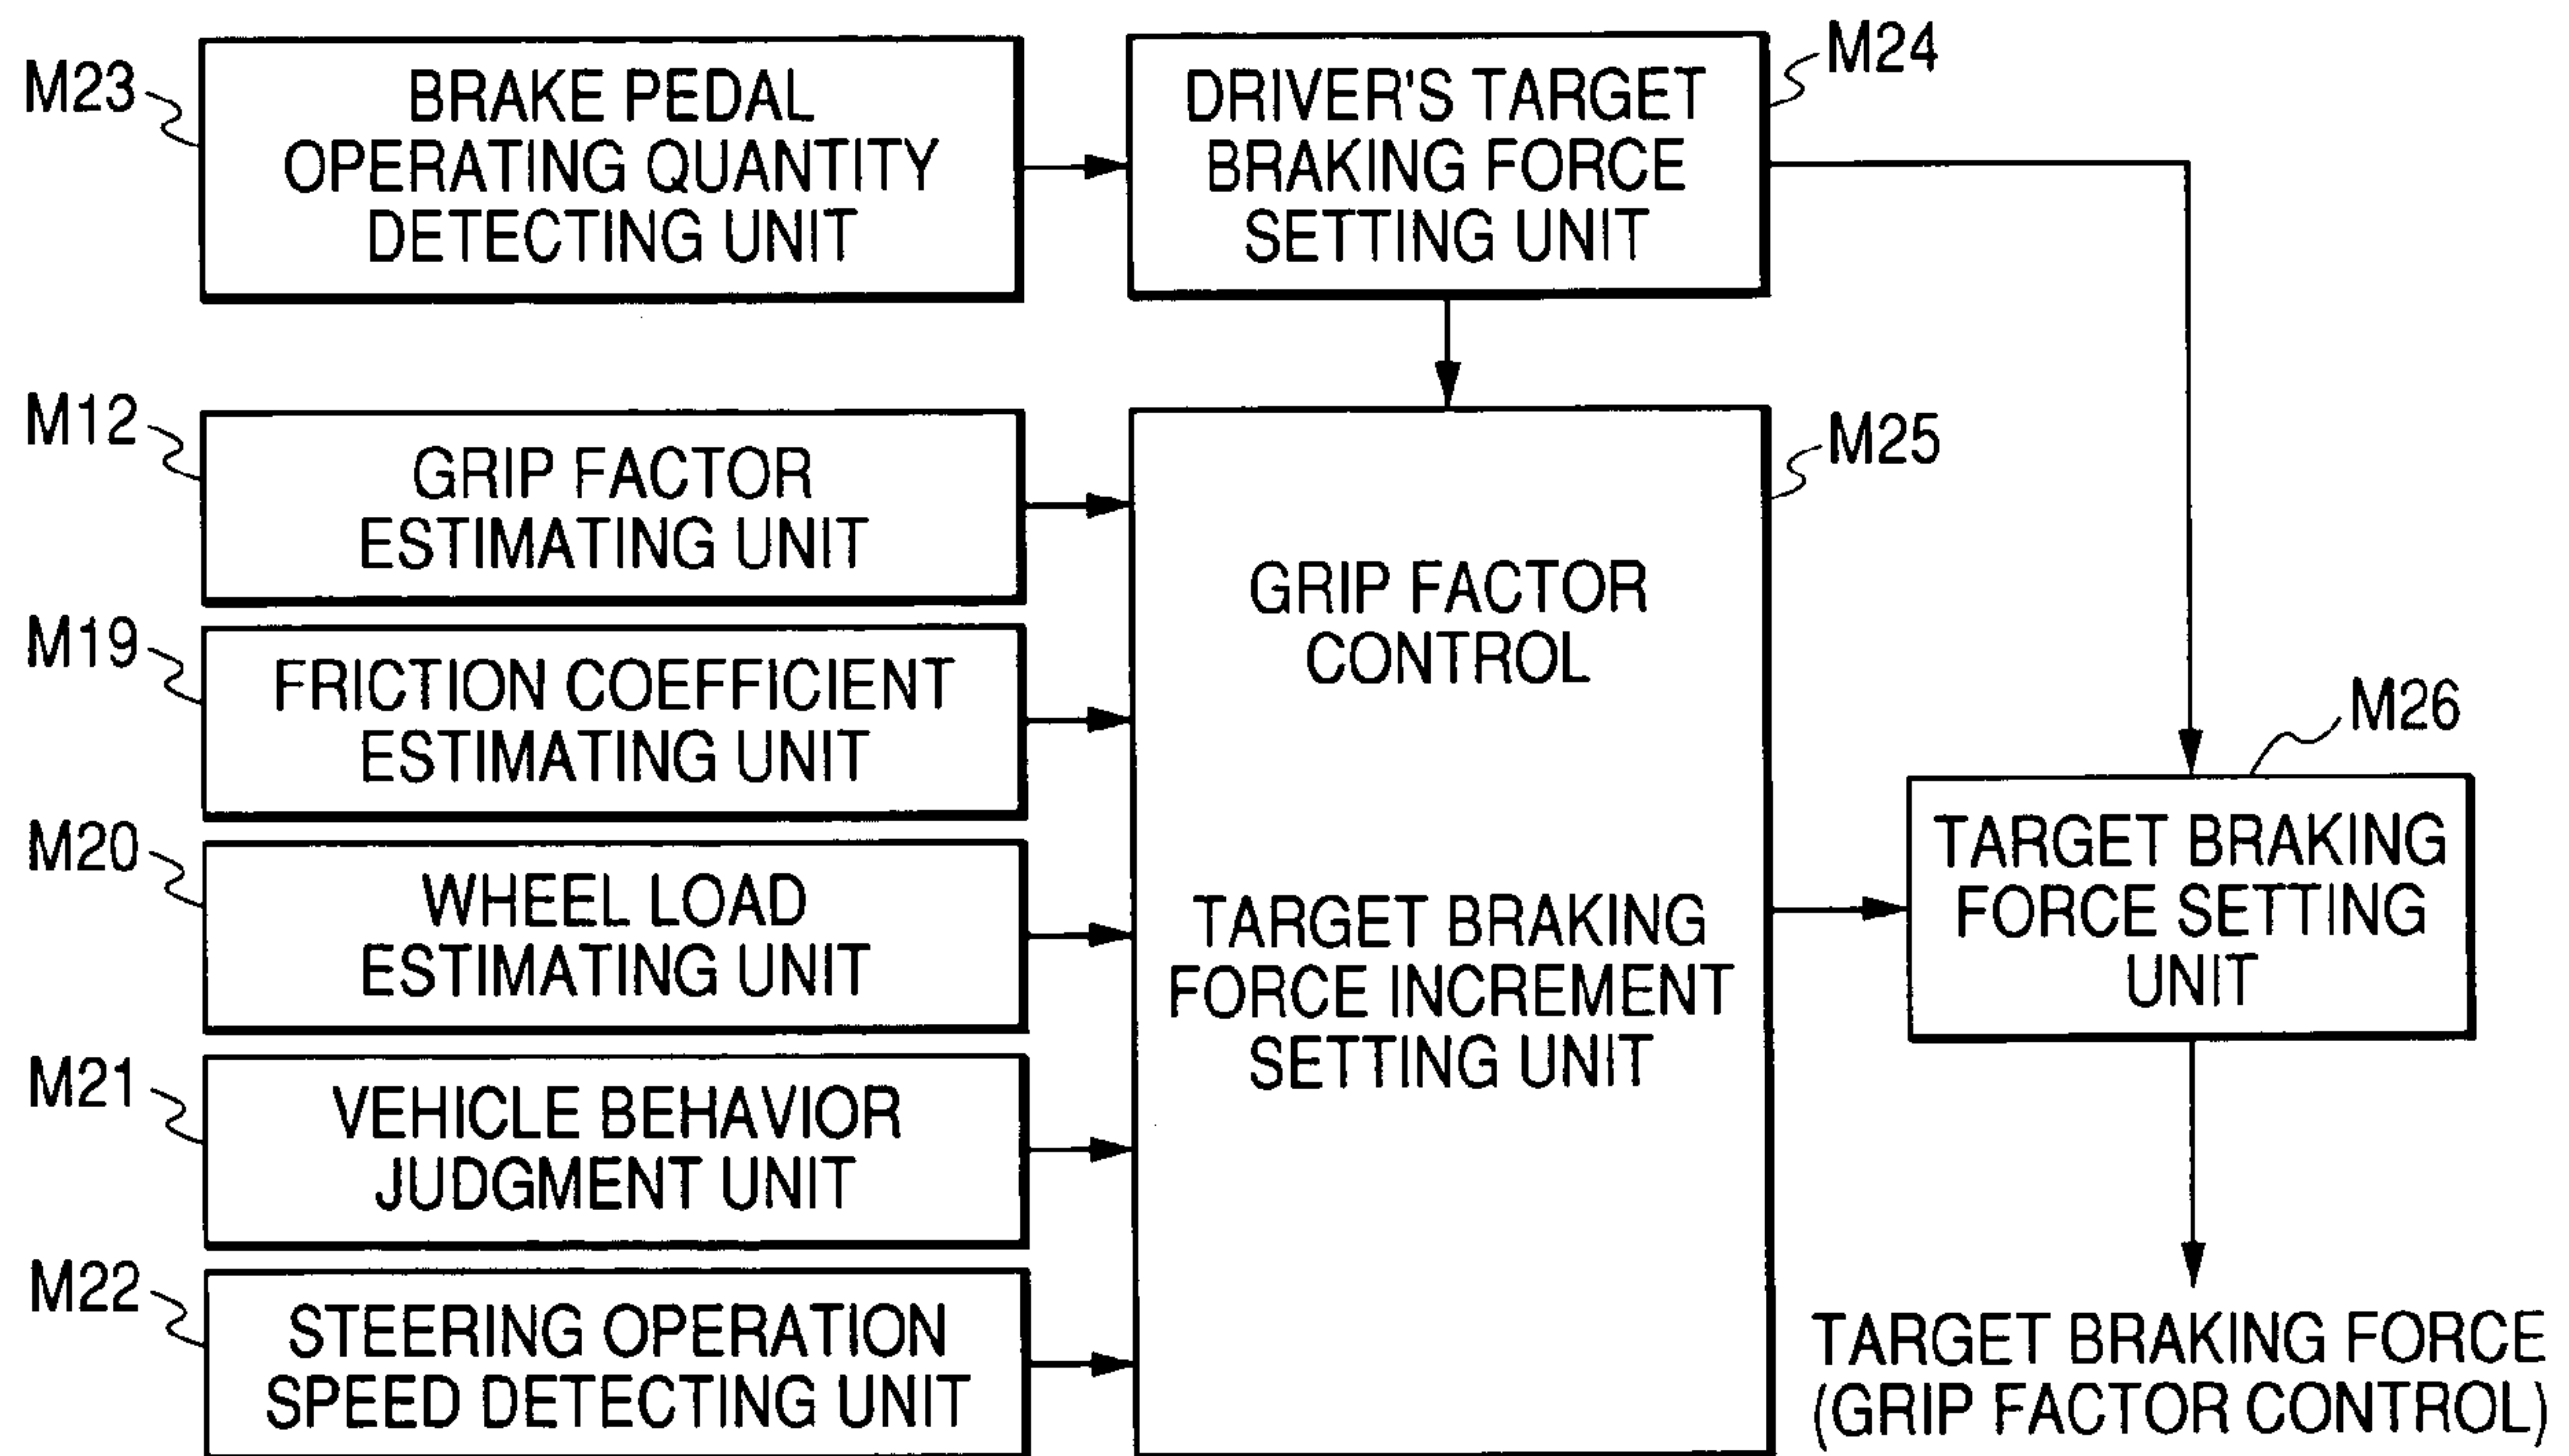 M23
BRAKE PEDAL
OPERATING QUANTITY
DETECTING UNIT
DRIVER'S TARGET
BRAKING FORCE
SETTING UNIT
M24
M12
GRIP FACTOR
ESTIMATING UNIT
M19
FRICTION COEFFICIENT
ESTIMATING UNIT
M20
WHEEL LOAD
ESTIMATING UNIT
M21
VEHICLE BEHAVIOR
JUDGMENT UNIT
M22
STEERING OPERATION
SPEED DETECTING UNIT
M25
GRIP FACTOR
CONTROL
TARGET BRAKING
FORCE INCREMENT
SETTING UNIT
M26
TARGET BRAKING
FORCE SETTING
UNIT
TARGET BRAKING FORCE
(GRIP FACTOR CONTROL)